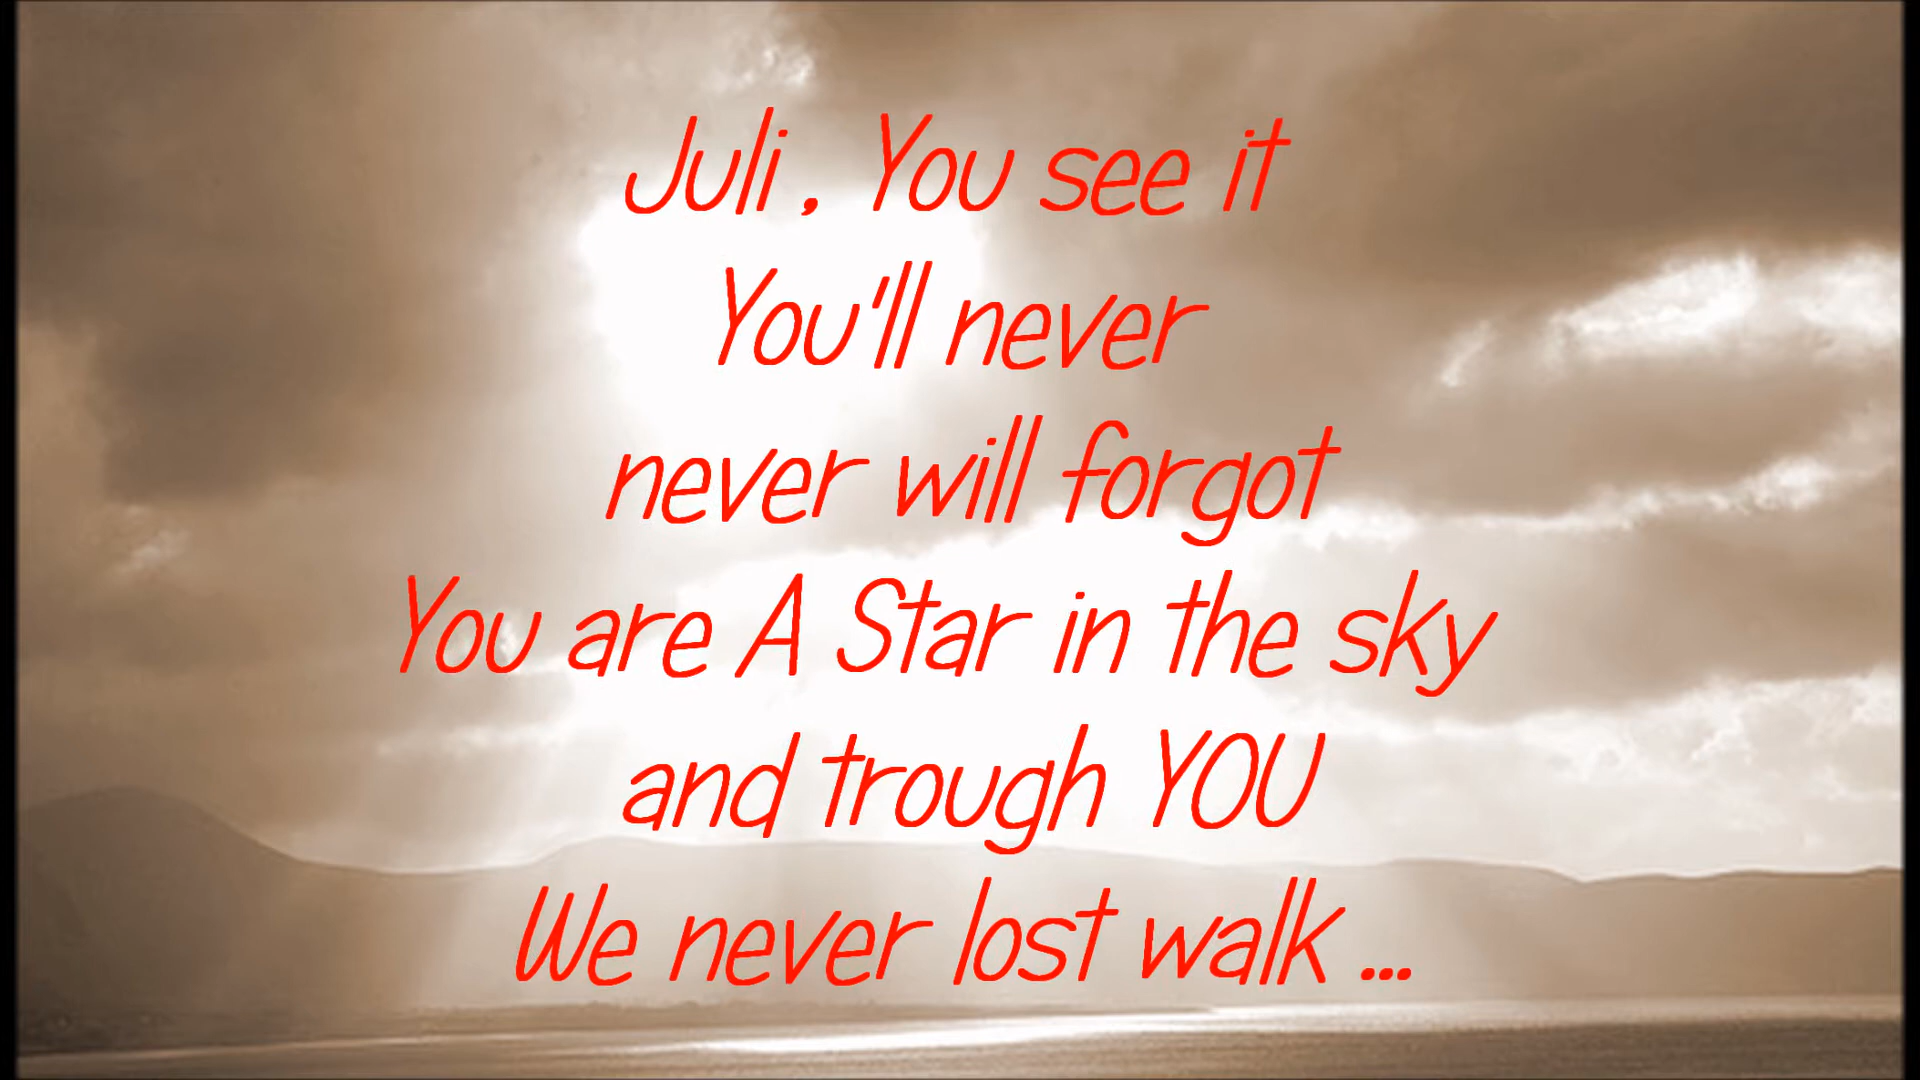 Juli , You see it
You'll never
never will forgot
You are A Star in the sky
and trough YOU
We never lost walk ...